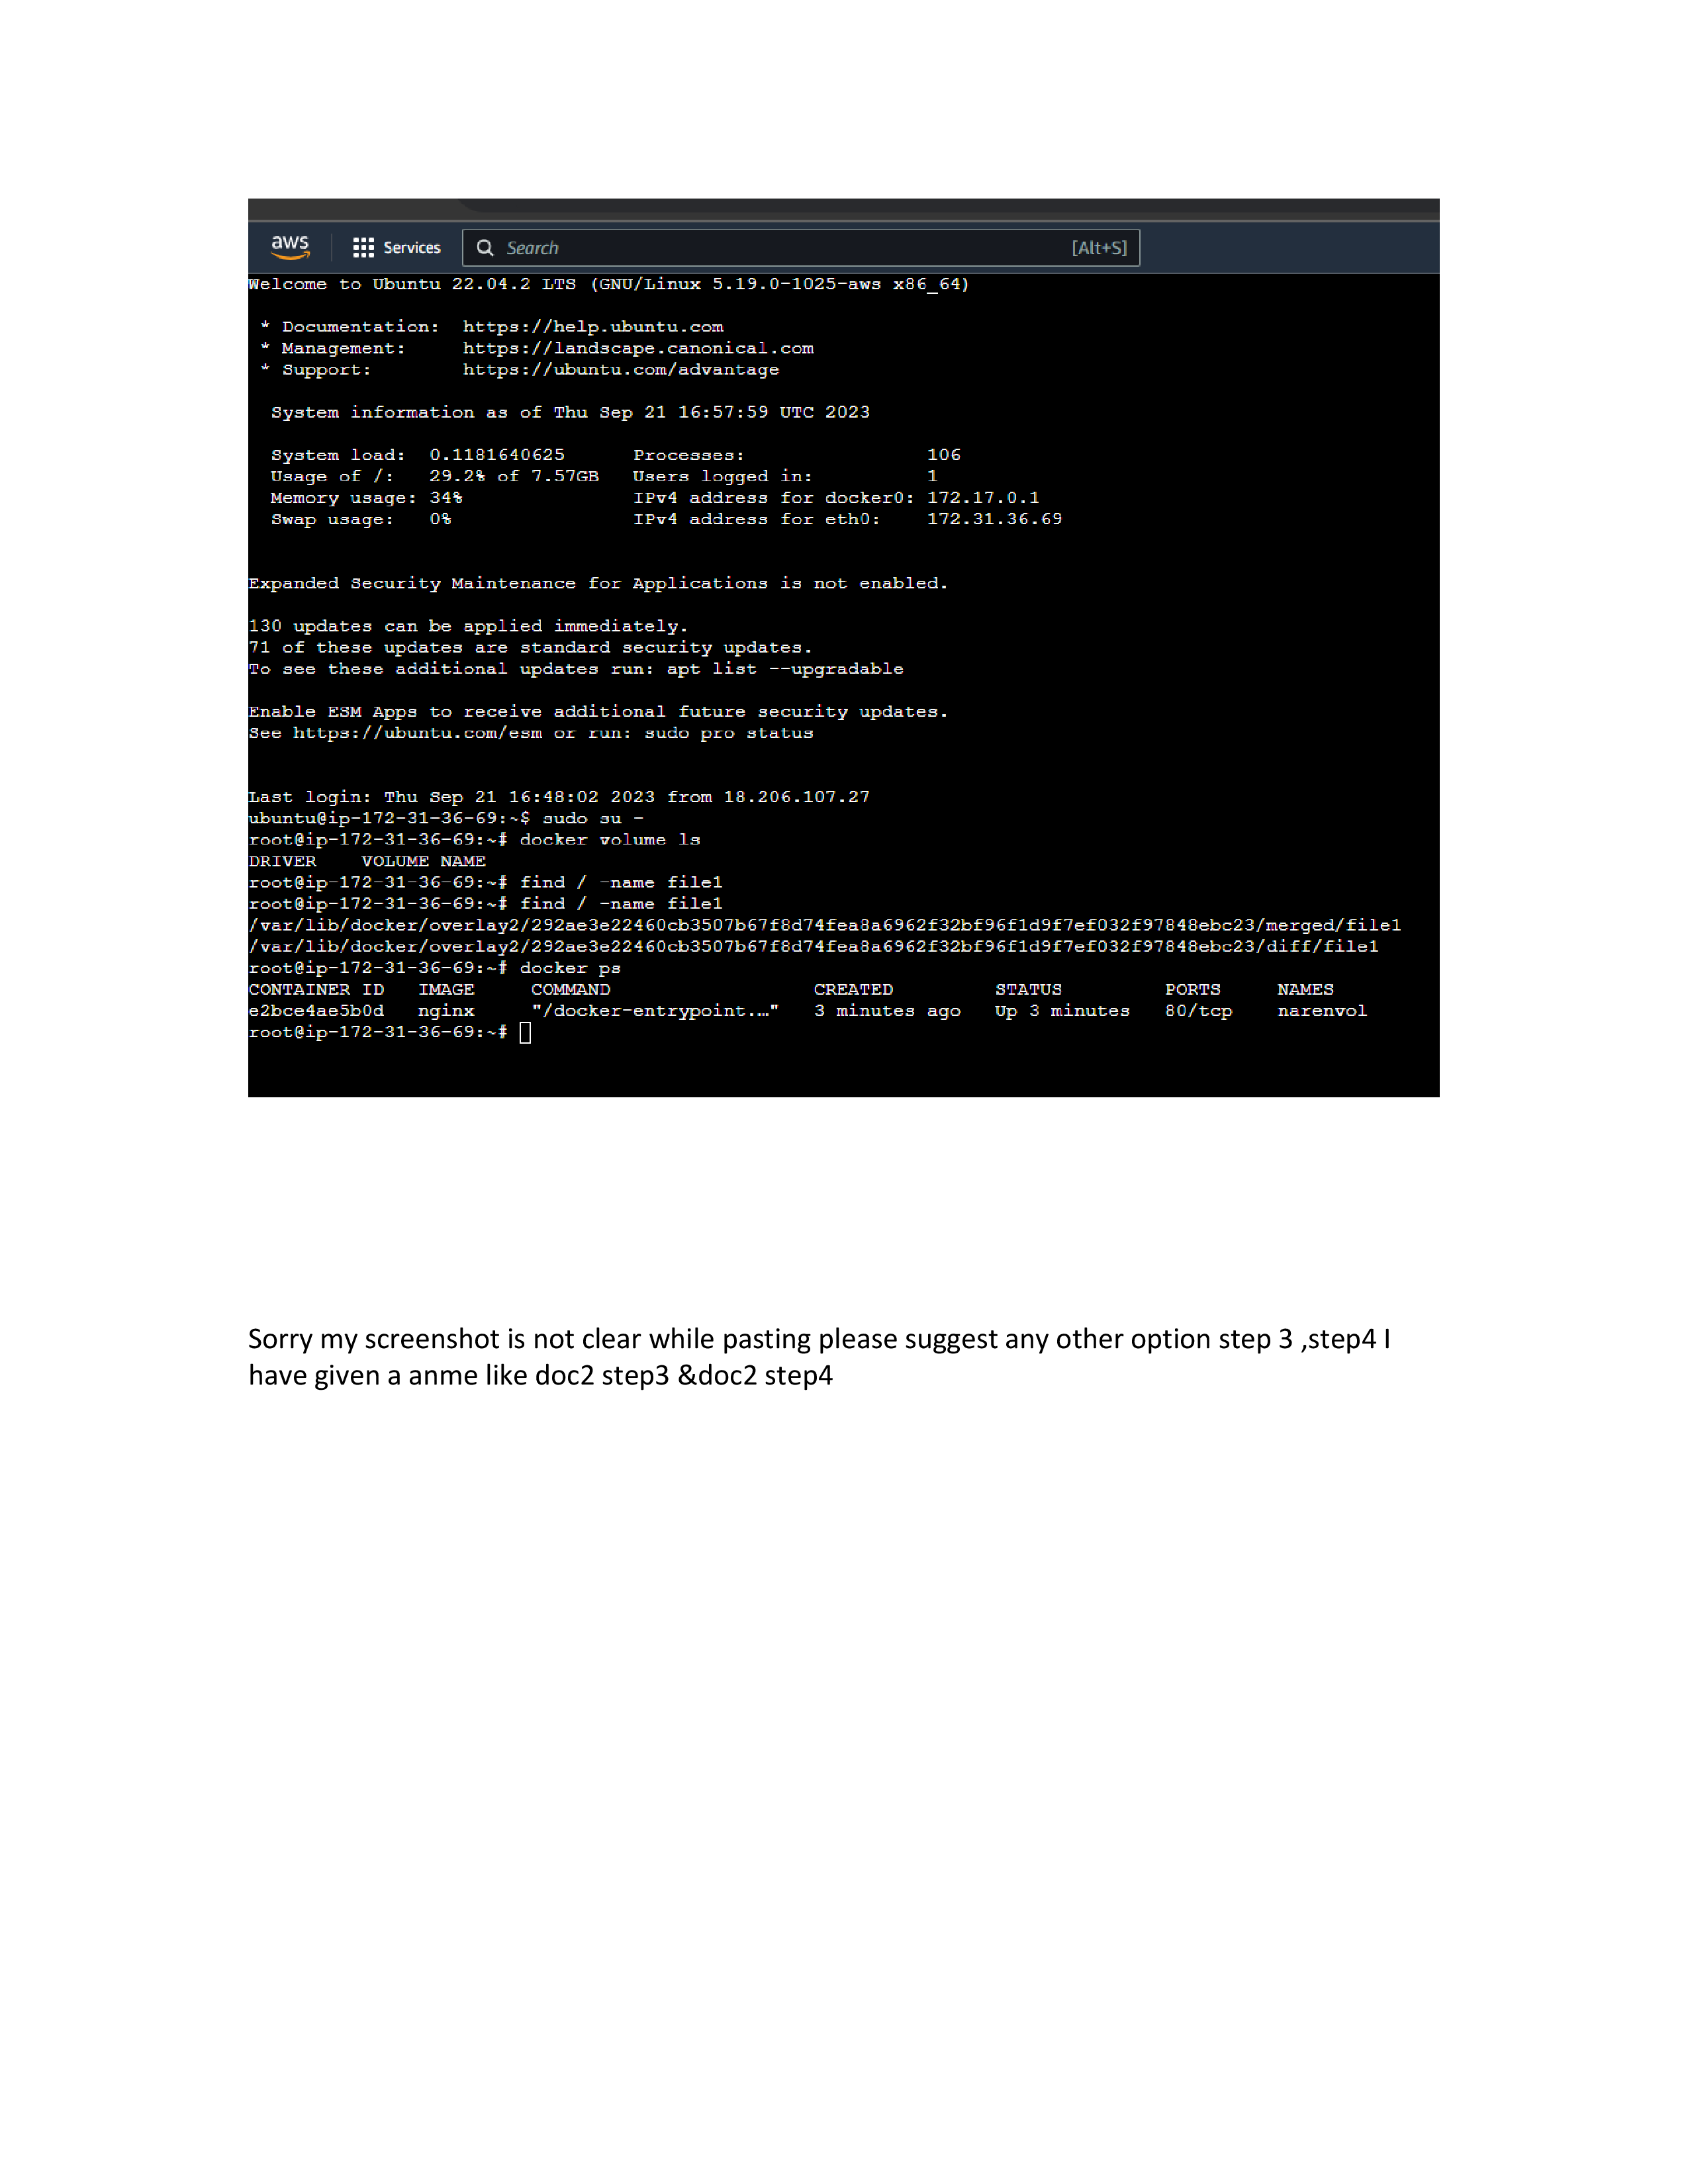 aws Services Search [Alt+S]
Welcome to Ubuntu 22.04.2 LTS (GNU/Linux 5.19.0-1025-aws x86_64)
* Documentation: https://help.ubuntu.com
* Management: https://landscape.canonical.com
* Support: https://ubuntu.com/advantage
System information as of Thu Sep 21 16:57:59 UTC 2023
System load: 0.1181640625 Processes: 106
Usage of /: 29.2% of 7.57GB Users logged in: 1
Memory usage: 34% IPv4 address for docker0: 172.17.0.1
Swap usage: 0% IPv4 address for eth0: 172.31.36.69
Expanded Security Maintenance for Applications is not enabled.
130 updates can be applied immediately.
71 of these updates are standard security updates.
To see these additional updates run: apt list --upgradable
Enable ESM Apps to receive additional future security updates.
See https://ubuntu.com/esm or run: sudo pro status
Last login: Thu Sep 21 16:48:02 2023 from 18.206.107.27
ubuntu@ip-172-31-36-69:~$ sudo su -
root@ip-172-31-36-69:~# docker volume ls
DRIVER VOLUME NAME
root@ip-172-31-36-69:~# find / -name file1
root@ip-172-31-36-69:~# find / -name file1
/var/lib/docker/overlay2/292ae3e22460cb3507b67f8d74fea8a6962f32bf96f1d9f7ef032f97848ebc23/merged/file1
/var/lib/docker/overlay2/292ae3e22460cb3507b67f8d74fea8a6962f32bf96f1d9f7ef032f97848ebc23/diff/file1
root@ip-172-31-36-69:~# docker ps
CONTAINER ID IMAGE COMMAND CREATED STATUS PORTS NAMES
e2bce4ae5b0d nginx "/docker-entrypoint.…" 3 minutes ago Up 3 minutes 80/tcp narenvol
root@ip-172-31-36-69:~#
Sorry my screenshot is not clear while pasting please suggest any other option step 3 ,step4 I
have given a anme like doc2 step3 &doc2 step4